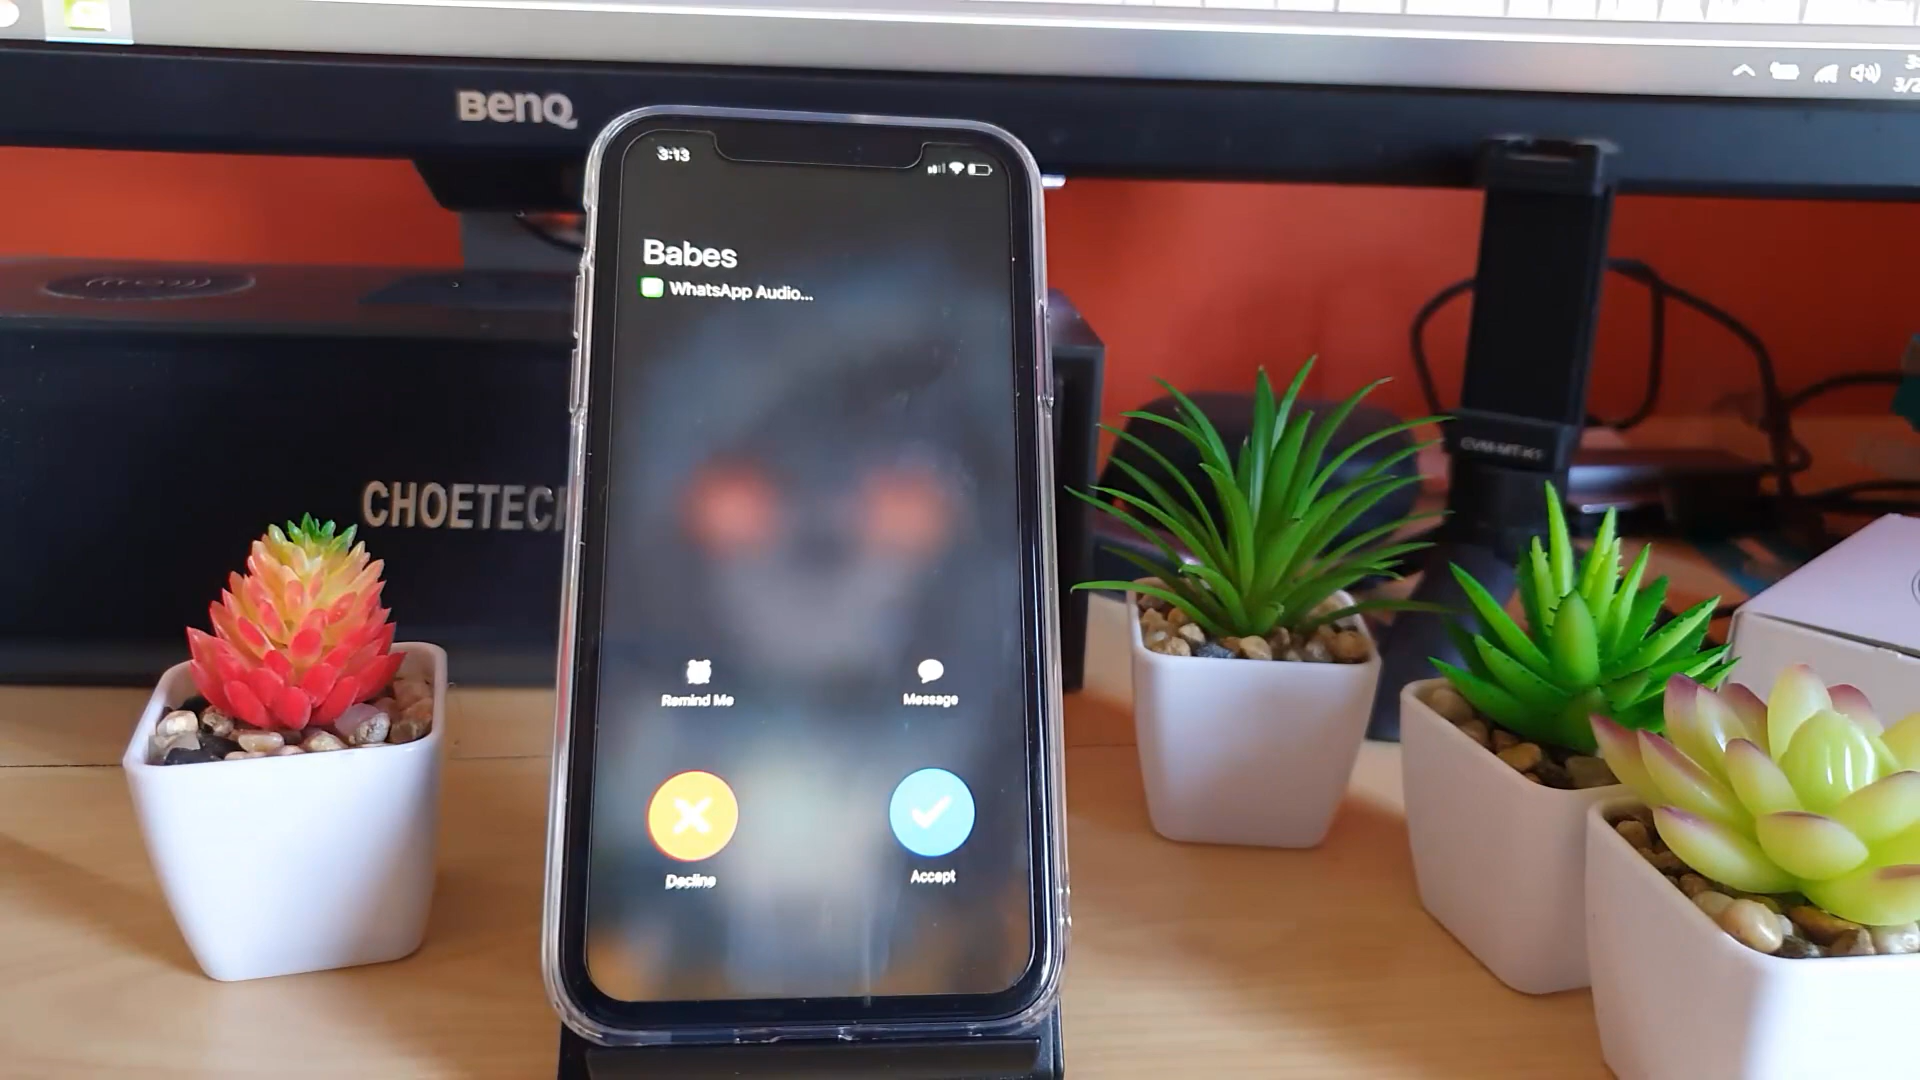 BenQ
3:13
Babes
WhatsApp Audio...
CHOETECH
Remind Me
Message
Decline
Accept